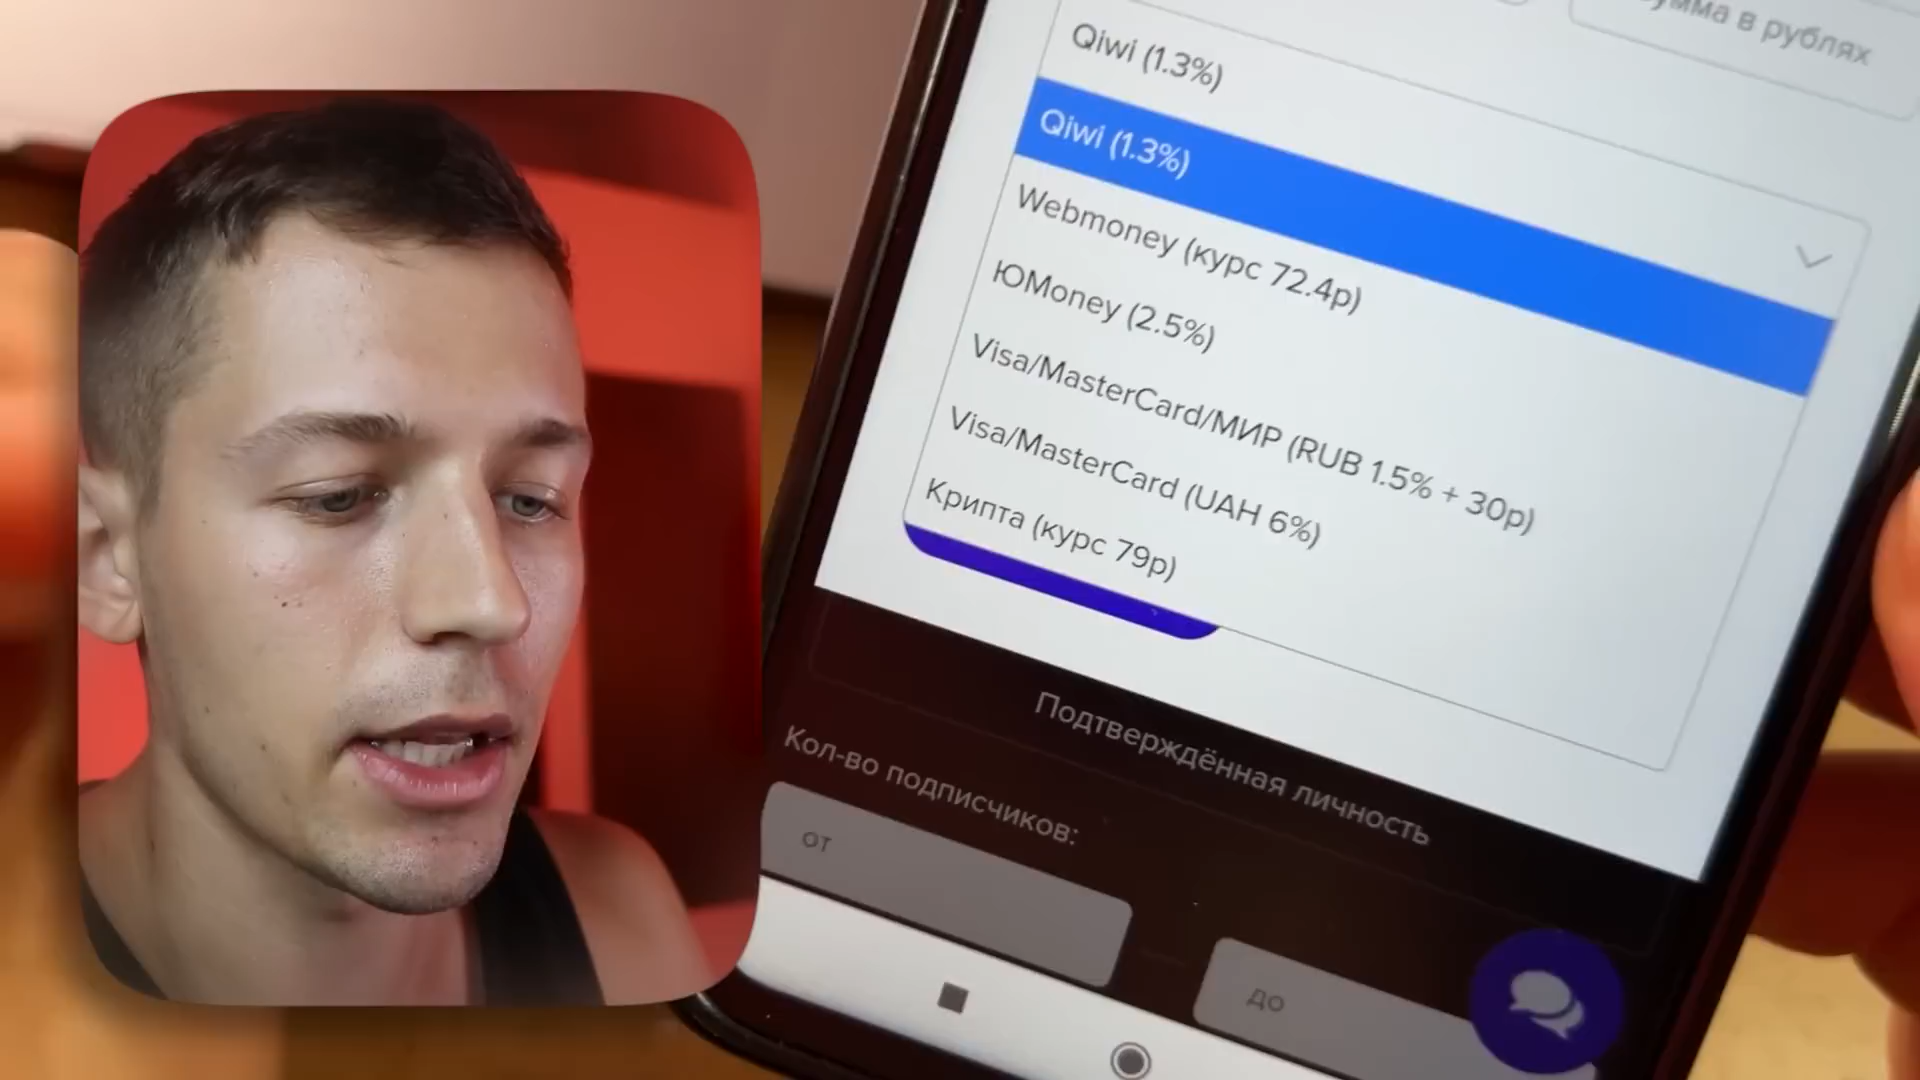 Сумма в рублях
Qiwi (1.3%)
Qiwi (1.3%)
Webmoney (курс 72.4р)
ЮMoney (2.5%)
Visa/MasterCard/МИР (RUB 1.5% + 30р)
Visa/MasterCard (UAH 6%)
Крипта (курс 79р)
Подтверждённая личность
Кол-во подписчиков:
от
до